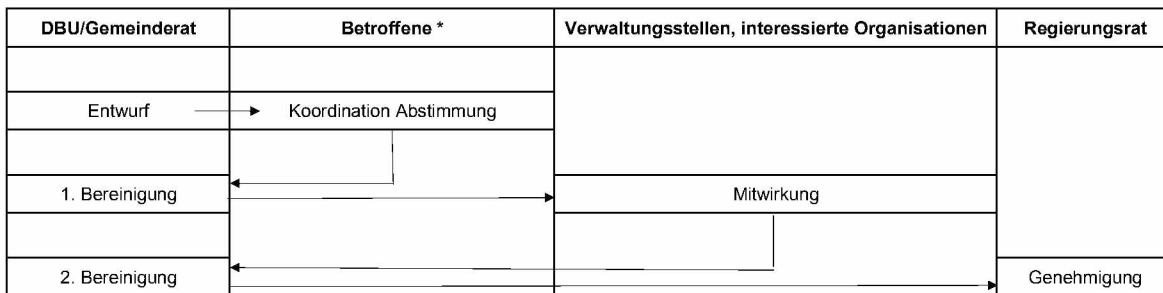 DBU/Gemeinderat Betroffene * Verwaltungsstellen, interessierte Organisationen Regierungsrat
Entwurf Koordination Abstimmung
1. Bereinigung Mitwirkung
2. Bereinigung Genehmigung